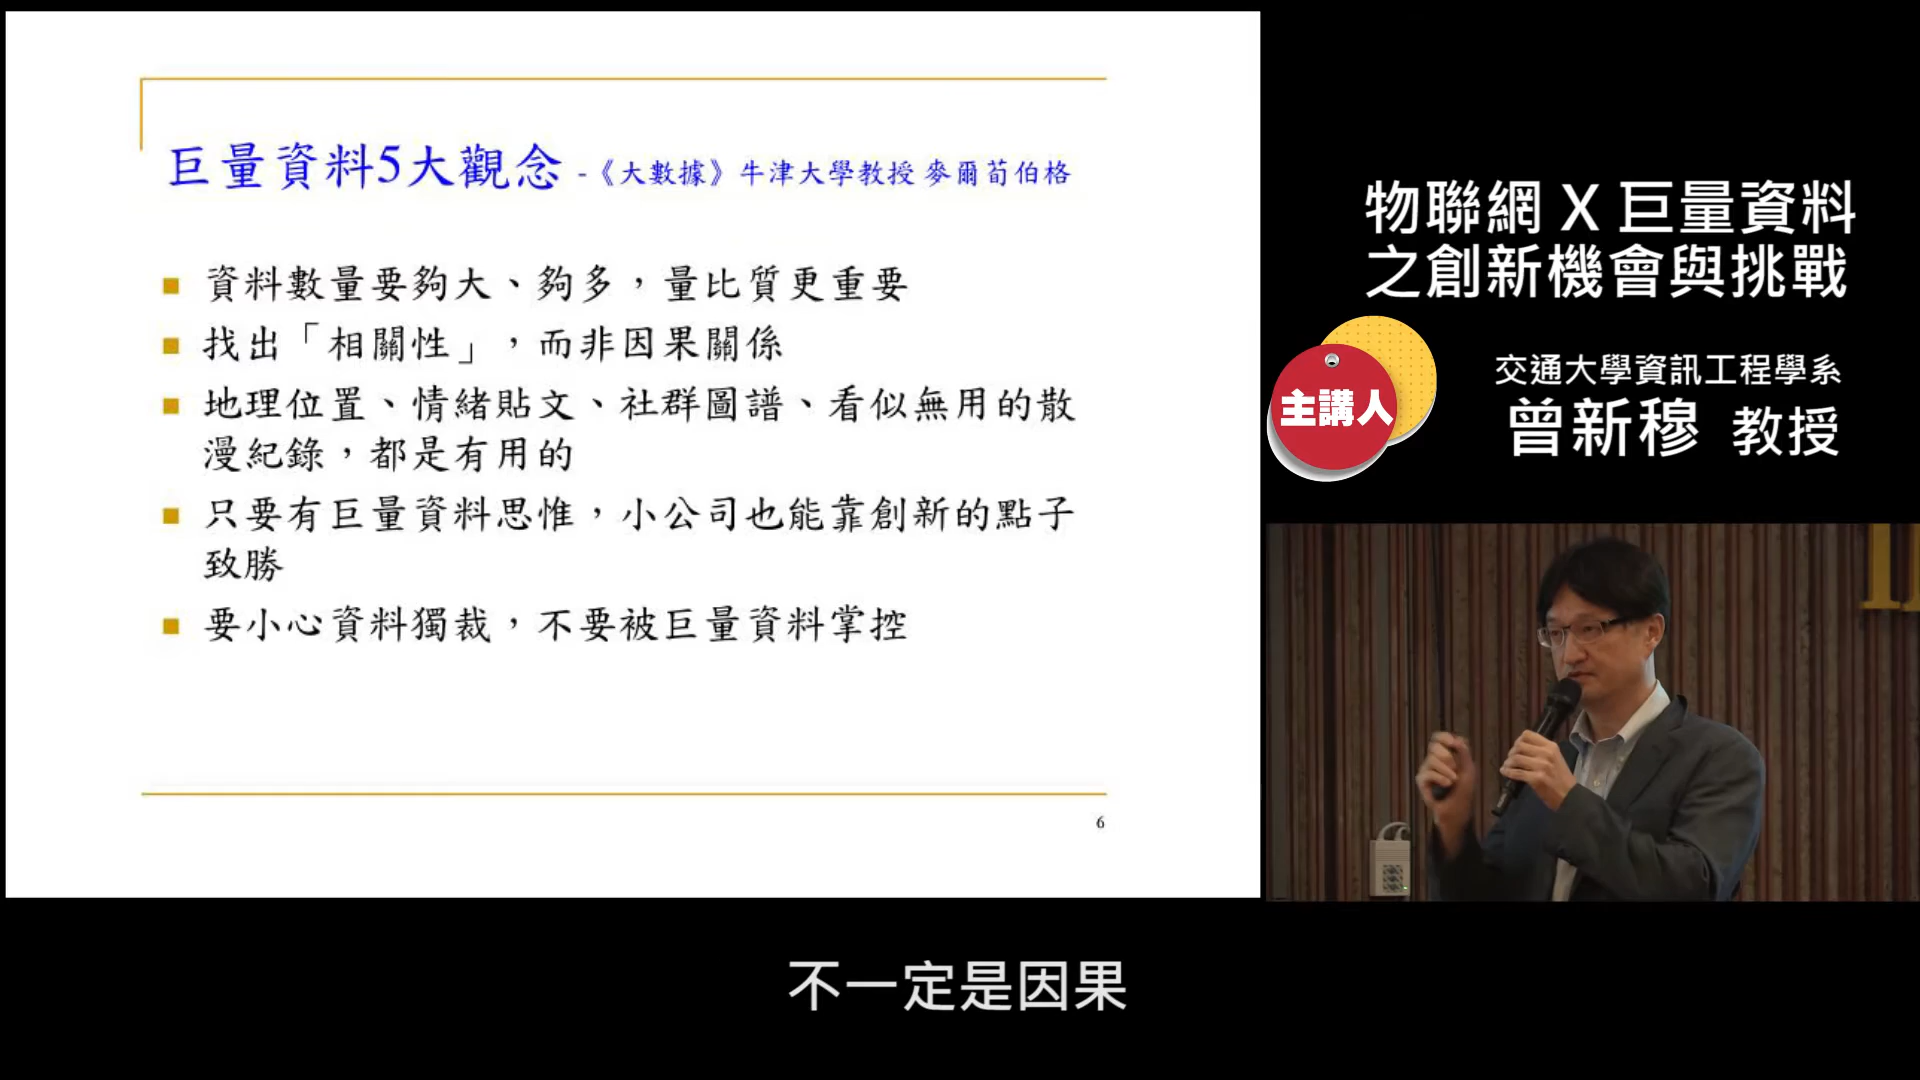 巨量資料5大觀念 -《大數據》牛津大學教授 麥爾荀伯格
資料數量要夠大、夠多，量比質更重要
找出「相關性」，而非因果關係
地理位置、情緒貼文、社群圖譜、看似無用的散
漫紀錄，都是有用的
只要有巨量資料思惟，小公司也能靠創新的點子
致勝
要小心資料獨裁，不要被巨量資料掌控
6
物聯網 X 巨量資料
之創新機會與挑戰
主講人
交通大學資訊工程學系
曾新穆 教授
不一定是因果